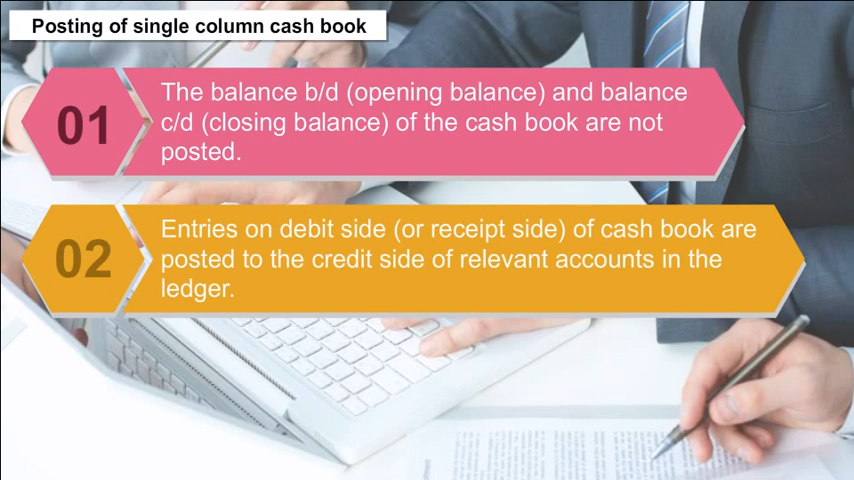 Posting of single column cash book
01
The balance b/d (opening balance) and balance
c/d (closing balance) of the cash book are not
posted.
02
Entries on debit side (or receipt side) of cash book are
posted to the credit side of relevant accounts in the
ledger.